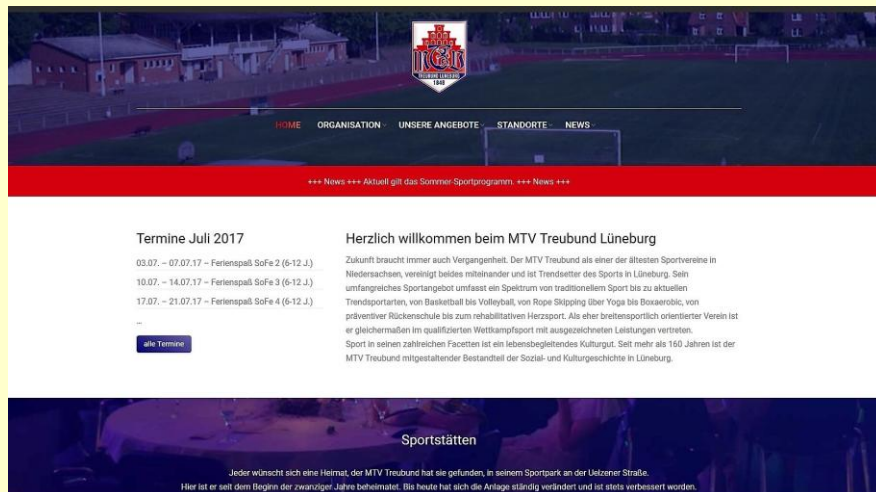 MTV
TREUBUND LÜNEBURG
1848
HOME ORGANISATION UNSERE ANGEBOTE STANDORTE NEWS
+++ News +++ Aktuell gilt das Sommer-Sportprogramm. +++ News +++
Termine Juli 2017
03.07. – 07.07.17 – Ferienspaß SoFe 2 (6-12 J.)
10.07. – 14.07.17 – Ferienspaß SoFe 3 (6-12 J.)
17.07. – 21.07.17 – Ferienspaß SoFe 4 (6-12 J.)
...
alle Termine
Herzlich willkommen beim MTV Treubund Lüneburg
Zukunft braucht immer auch Vergangenheit. Der MTV Treubund als einer der ältesten Sportvereine in
Niedersachsen, vereinigt beides miteinander und ist Trendsetter des Sports in Lüneburg. Sein
umfangreiches Sportangebot umfasst ein Spektrum von traditionellem Sport bis zu aktuellen
Trendsportarten, von Basketball bis Volleyball, von Rope Skipping über Yoga bis Boxaerobic, von
präventiver Rückenschule bis zum rehabilitativen Herzsport. Als eher breitensportlich orientierter Verein ist
er gleichermaßen im qualifizierten Wettkampfsport mit ausgezeichneten Leistungen vertreten.
Sport in seinen zahlreichen Facetten ist ein lebensbegleitendes Kulturgut. Seit mehr als 160 Jahren ist der
MTV Treubund mitgestaltender Bestandteil der Sozial- und Kulturgeschichte in Lüneburg.
Sportstätten
Jeder wünscht sich eine Heimat, der MTV Treubund hat sie gefunden, in seinem Sportpark an der Uelzener Straße.
Hier ist er seit dem Beginn der zwanziger Jahre beheimatet. Bis heute hat sich die Anlage ständig verändert und ist stets verbessert worden.